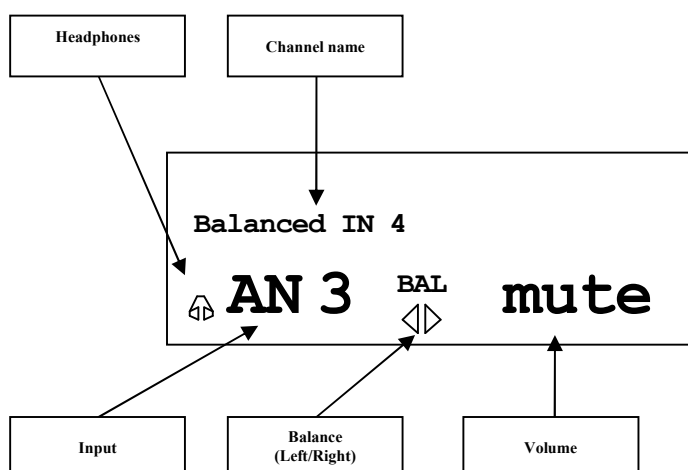 Headphones
Channel name
Balanced IN 4
AN 3
BAL
mute
Input
Balance
(Left/Right)
Volume